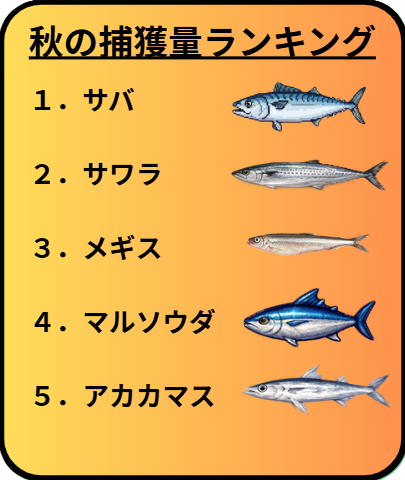 秋の捕獲量ランキング
１．サバ
２．サワラ
３．メギス
４．マルソウダ
５．アカカマス